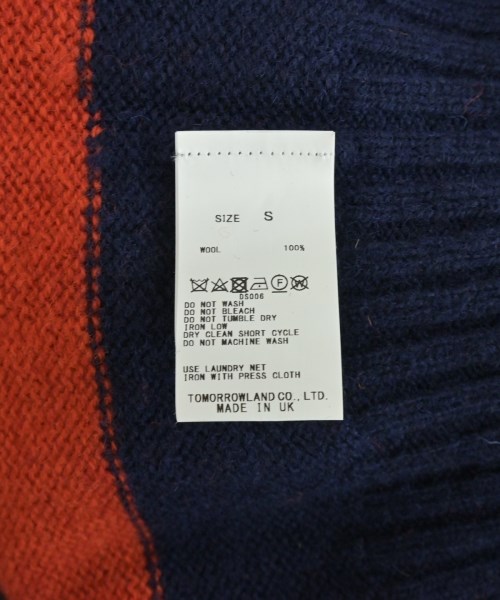 SIZE S
WOOL 100%
F W
DS006
DO NOT WASH
DO NOT BLEACH
DO NOT TUMBLE DRY
IRON LOW
DRY CLEAN SHORT CYCLE
DO NOT MACHINE WASH
USE LAUNDRY NET
IRON WITH PRESS CLOTH
TOMORROWLAND CO., LTD.
MADE IN UK